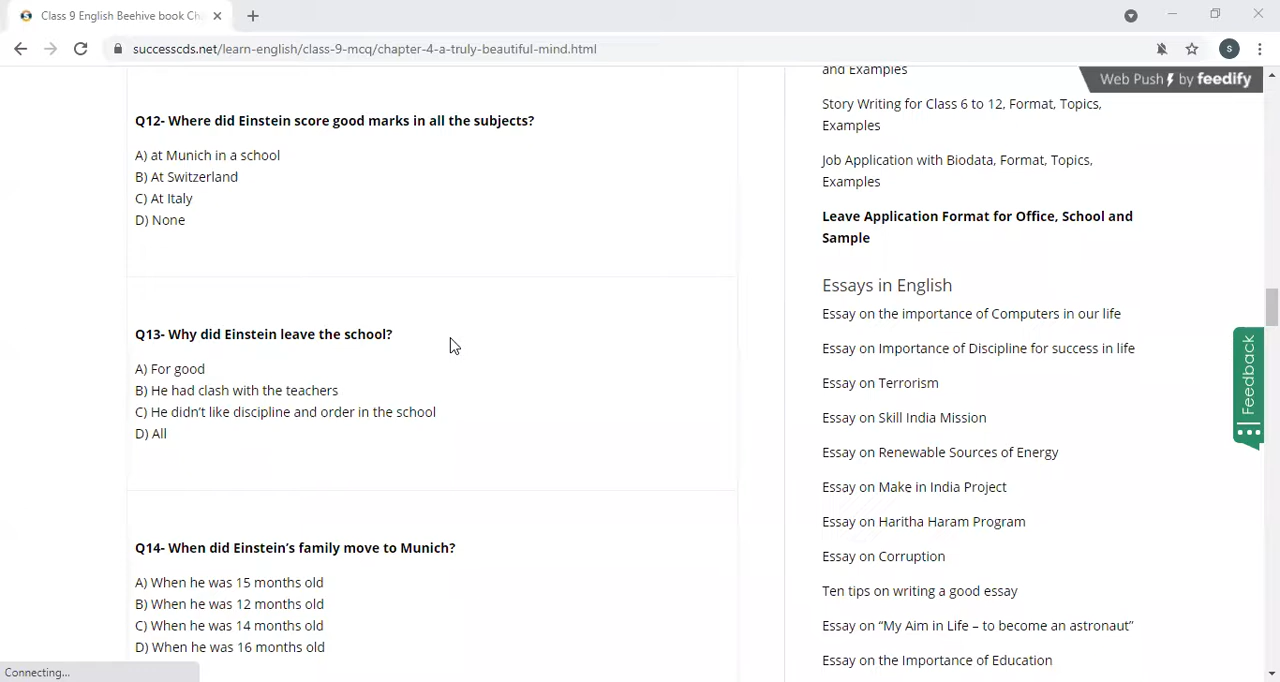 Class 9 English Beehive book Ch
successcds.net/learn-english/class-9-mcq/chapter-4-a-truly-beautiful-mind.html
S
Web Push by feedify
Q12- Where did Einstein score good marks in all the subjects?
A) at Munich in a school
B) At Switzerland
C) At Italy
D) None
Q13- Why did Einstein leave the school?
A) For good
B) He had clash with the teachers
C) He didn't like discipline and order in the school
D) All
Q14- When did Einstein's family move to Munich?
A) When he was 15 months old
B) When he was 12 months old
C) When he was 14 months old
D) When he was 16 months old
and Examples
Story Writing for Class 6 to 12, Format, Topics,
Examples
Job Application with Biodata, Format, Topics,
Examples
Leave Application Format for Office, School and
Sample
Essays in English
Essay on the importance of Computers in our life
Essay on Importance of Discipline for success in life
Essay on Terrorism
Essay on Skill India Mission
Essay on Renewable Sources of Energy
Essay on Make in India Project
Essay on Haritha Haram Program
Essay on Corruption
Ten tips on writing a good essay
Essay on “My Aim in Life – to become an astronaut”
Essay on the Importance of Education
Feedback
Connecting...